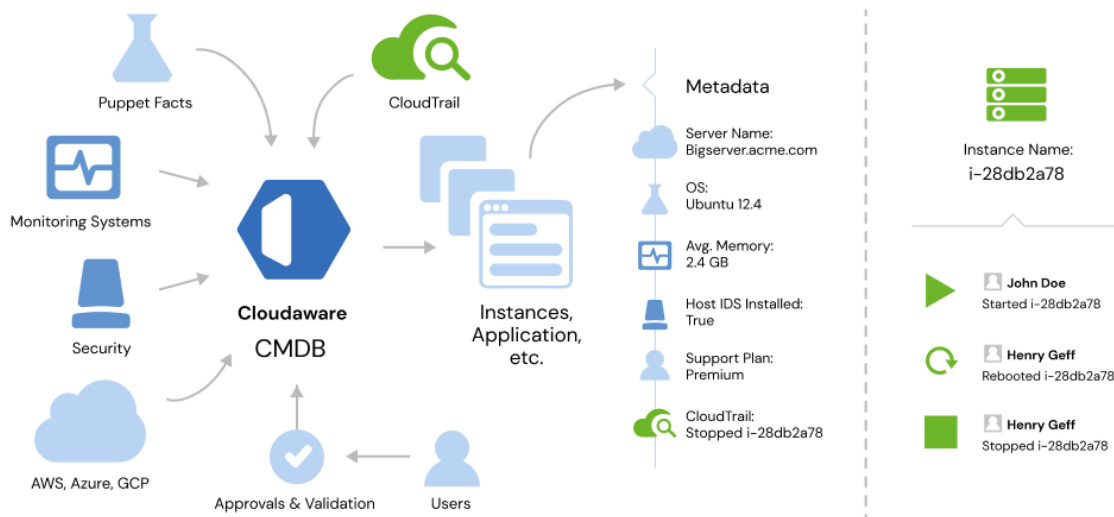 Puppet Facts
CloudTrail
Monitoring Systems
Security
AWS, Azure, GCP
Cloudaware
CMDB
Approvals & Validation
Users
Instances,
Application,
etc.
Metadata
Server Name:
Bigserver.acme.com
OS:
Ubuntu 12.4
Avg. Memory:
2.4 GB
Host IDS Installed:
True
Support Plan:
Premium
CloudTrail:
Stopped i-28db2a78
Instance Name:
i-28db2a78
John Doe
Started i-28db2a78
Henry Geff
Rebooted i-28db2a78
Henry Geff
Stopped i-28db2a78